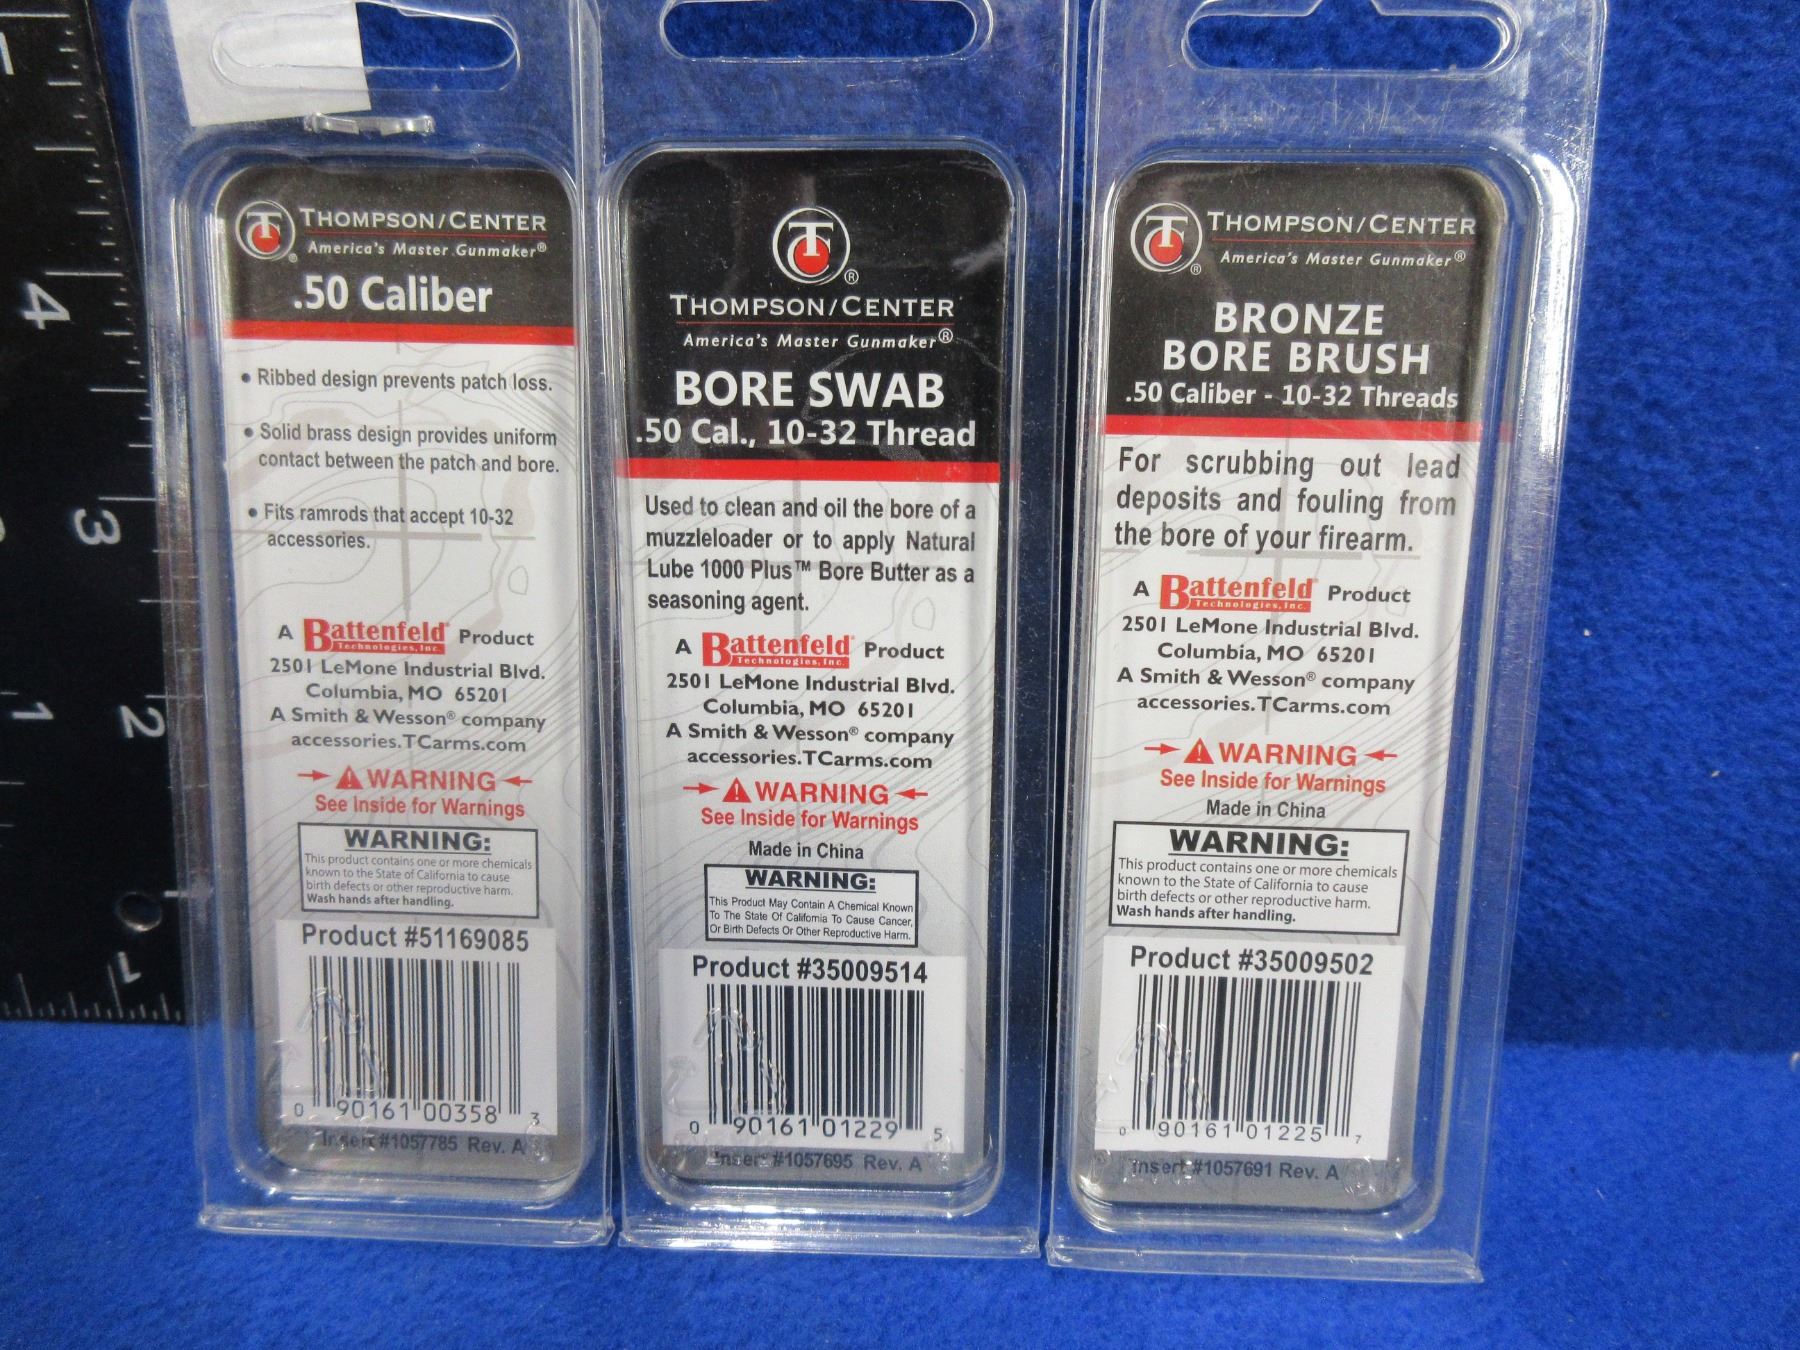 4
3
2
1
1
THOMPSON/CENTER
America's Master Gunmaker®
.50 Caliber
• Ribbed design prevents patch loss.
• Solid brass design provides uniform
contact between the patch and bore.
• Fits ramrods that accept 10-32
accessories.
A Battenfeld® Product
Technologies, Inc.
2501 LeMone Industrial Blvd.
Columbia, MO 65201
A Smith & Wesson® company
accessories.TCarms.com
WARNING
See Inside for Warnings
WARNING:
This product contains one or more chemicals
known to the State of California to cause
birth defects or other reproductive harm.
Wash hands after handling.
Product #51169085
0 90161 00358 3
Insert #1057785 Rev. A
TC®
THOMPSON/CENTER
America's Master Gunmaker®
BORE SWAB
.50 Cal., 10-32 Thread
Used to clean and oil the bore of a
muzzleloader or to apply Natural
Lube 1000 Plus™ Bore Butter as a
seasoning agent.
A Battenfeld® Product
Technologies, Inc.
2501 LeMone Industrial Blvd.
Columbia, MO 65201
A Smith & Wesson® company
accessories.TCarms.com
WARNING
See Inside for Warnings
Made in China
WARNING:
This Product May Contain A Chemical Known
To The State Of California To Cause Cancer,
Or Birth Defects Or Other Reproductive Harm.
Product #35009514
0 90161 01229 5
Insert #1057695 Rev. A
TC®
THOMPSON/CENTER
America's Master Gunmaker®
BRONZE
BORE BRUSH
.50 Caliber - 10-32 Threads
For scrubbing out lead
deposits and fouling from
the bore of your firearm.
A Battenfeld® Product
Technologies, Inc.
2501 LeMone Industrial Blvd.
Columbia, MO 65201
A Smith & Wesson® company
accessories.TCarms.com
WARNING
See Inside for Warnings
Made in China
WARNING:
This product contains one or more chemicals
known to the State of California to cause
birth defects or other reproductive harm.
Wash hands after handling.
Product #35009502
0 90161 01225 7
Insert #1057691 Rev. A